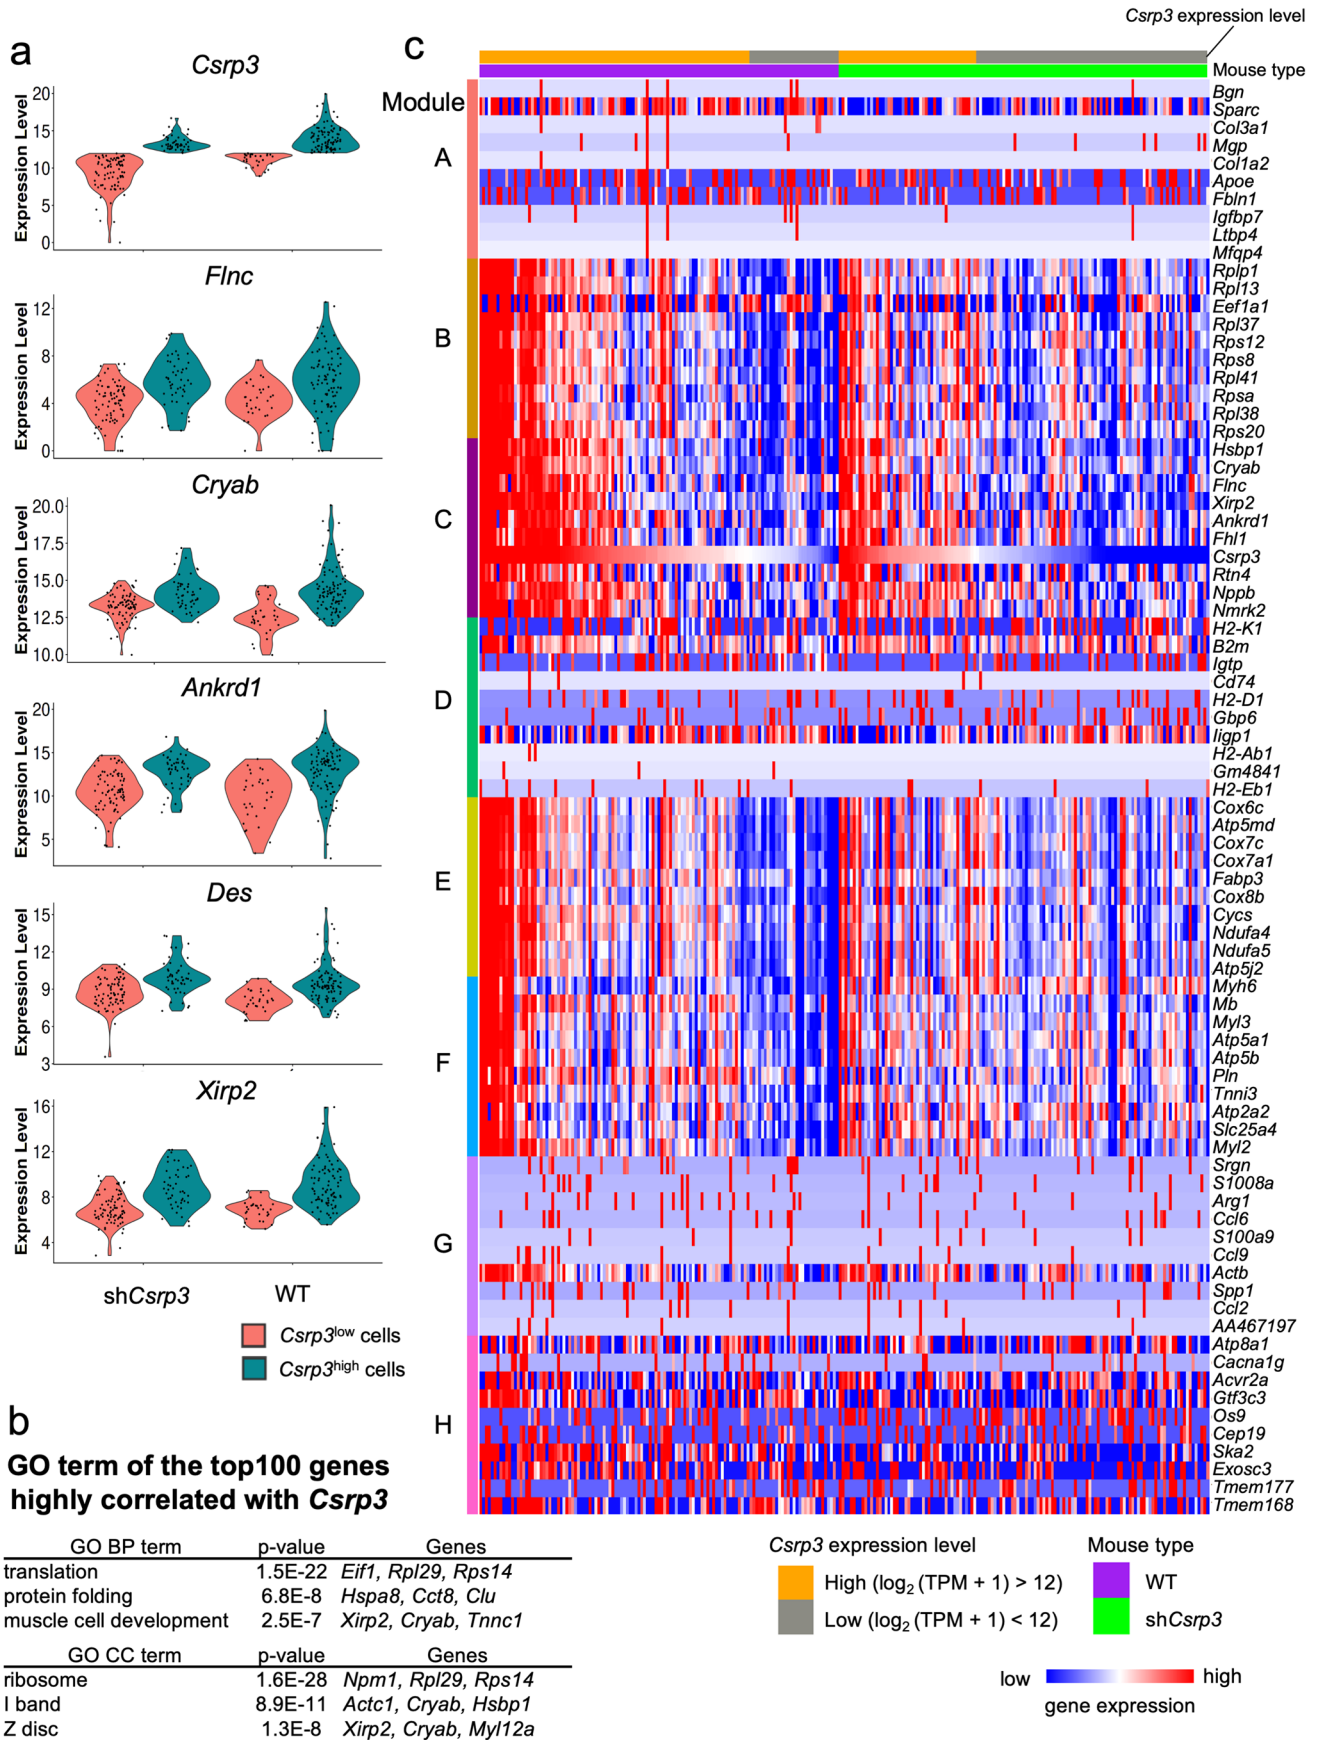 a
Csrp3
Expression Level
20
15
10
5
0
Flnc
Expression Level
12
8
4
0
Cryab
Expression Level
20.0
17.5
15.0
12.5
10.0
Ankrd1
Expression Level
20
15
10
5
Des
Expression Level
15
12
9
6
3
Xirp2
Expression Level
16
12
8
4
shCsrp3 WT
Csrp3low cells
Csrp3high cells
b
GO term of the top100 genes
highly correlated with Csrp3
GO BP term p-value Genes
translation 1.5E-22 Eif1, Rpl29, Rps14
protein folding 6.8E-8 Hspa8, Cct8, Clu
muscle cell development 2.5E-7 Xirp2, Cryab, Tnnc1
GO CC term p-value Genes
ribosome 1.6E-28 Npm1, Rpl29, Rps14
I band 8.9E-11 Actc1, Cryab, Hsbp1
Z disc 1.3E-8 Xirp2, Cryab, Myl12a
c
Csrp3 expression level
Mouse type
Module
A
B
C
D
E
F
G
H
Bgn
Sparc
Col3a1
Mgp
Col1a2
Apoe
Fbln1
Igfbp7
Ltbp4
Mfqp4
Rplp1
Rpl13
Eef1a1
Rpl37
Rps12
Rps8
Rpl41
Rpsa
Rpl38
Rps20
Hsbp1
Cryab
Flnc
Xirp2
Ankrd1
Fhl1
Csrp3
Rtn4
Nppb
Nmrk2
H2-K1
B2m
Igtp
Cd74
H2-D1
Gbp6
Iigp1
H2-Ab1
Gm4841
H2-Eb1
Cox6c
Atp5md
Cox7c
Cox7a1
Fabp3
Cox8b
Cycs
Ndufa4
Ndufa5
Atp5j2
Myh6
Mb
Myl3
Atp5a1
Atp5b
Pln
Tnni3
Atp2a2
Slc25a4
Myl2
Srgn
S1008a
Arg1
Ccl6
S100a9
Ccl9
Actb
Spp1
Ccl2
AA467197
Atp8a1
Cacna1g
Acvr2a
Gtf3c3
Os9
Cep19
Ska2
Exosc3
Tmem177
Tmem168
Csrp3 expression level
High (log2 (TPM + 1) > 12)
Low (log2 (TPM + 1) < 12)
Mouse type
WT
shCsrp3
low high
gene expression